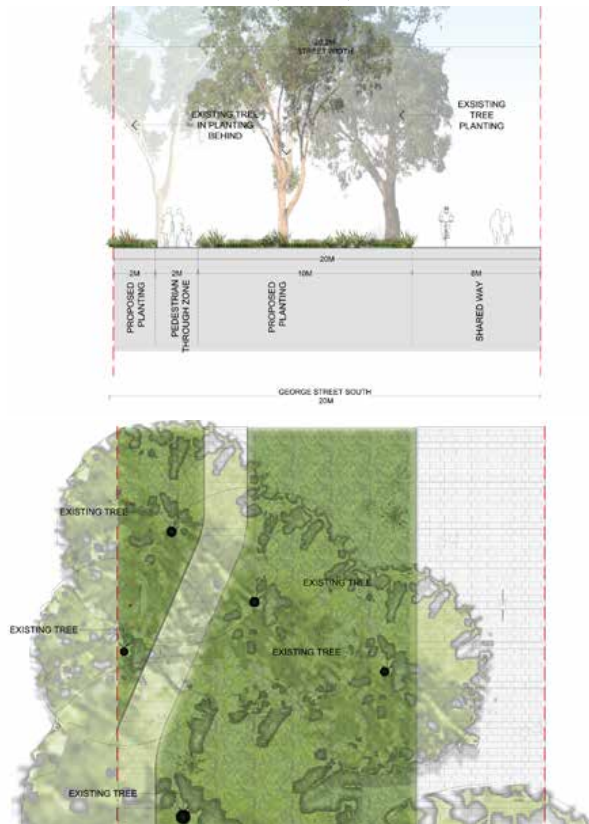 STREET WIDTH
EXISTING TREE
IN PLANTING
BEHIND
EXSISTING
TREE
PLANTING
20M
2M
2M
10M
6M
PROPOSED
PLANTING
PEDESTRIAN
THROUGH ZONE
PROPOSED
PLANTING
SHARED WAY
GEORGE STREET SOUTH
20M
EXISTING TREE
EXISTING TREE
EXISTING TREE
EXISTING TREE
EXISTING TREE